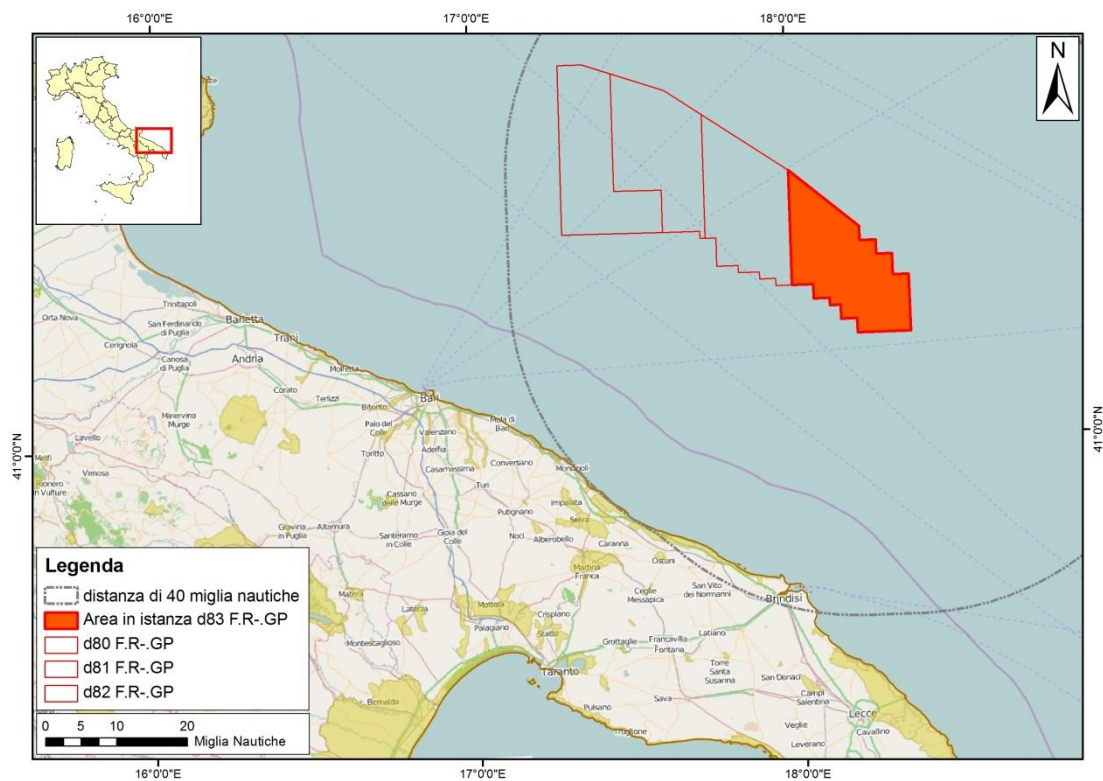 16°0'0"E 17°0'0"E 18°0'0"E
N
Trinitapoli
Orta Nova
San Ferdinando
di Puglia
Barletta
Trani
Cerignola
Canosa
di Puglia
Andria
Molfetta
Corato
Terlizzi
Bitonto
Bari
Palo del
Colle
Valenzano
Mola di
Bari
Minervino
Murge
Adelfia
Toritto
Casamassima
Conversano
Lavello
Melfi
Venosa
Rionero
in Vulture
Turi
Monopoli
Cassano
delle Murge
Putignano
Impalata
Selva
Gravina
in Puglia
Altamura
Santeramo
in Colle
Gioia del
Colle
Noci
Alberobello
Caranna
Ostuni
Martina
Franca
San Vito
dei Normanni
Ceglie
Messapica
Brindisi
Matera
Laterza
Mottola
Crispiano
Palagiano
Statte
Grottaglie
Francavilla
Fontana
Latiano
Montescaglioso
Taranto
Torre
Santa
Susanna
San Donaci
Bernalda
Pulsano
Sava
Campi
Salentina
Lecce
Cavallino
Veglie
Leverano
41°0'0"N
41°0'0"N
Legenda
distanza di 40 miglia nautiche
Area in istanza d83 F.R-.GP
d80 F.R-.GP
d81 F.R-.GP
d82 F.R-.GP
0 5 10 20
Miglia Nautiche
16°0'0"E 17°0'0"E 18°0'0"E